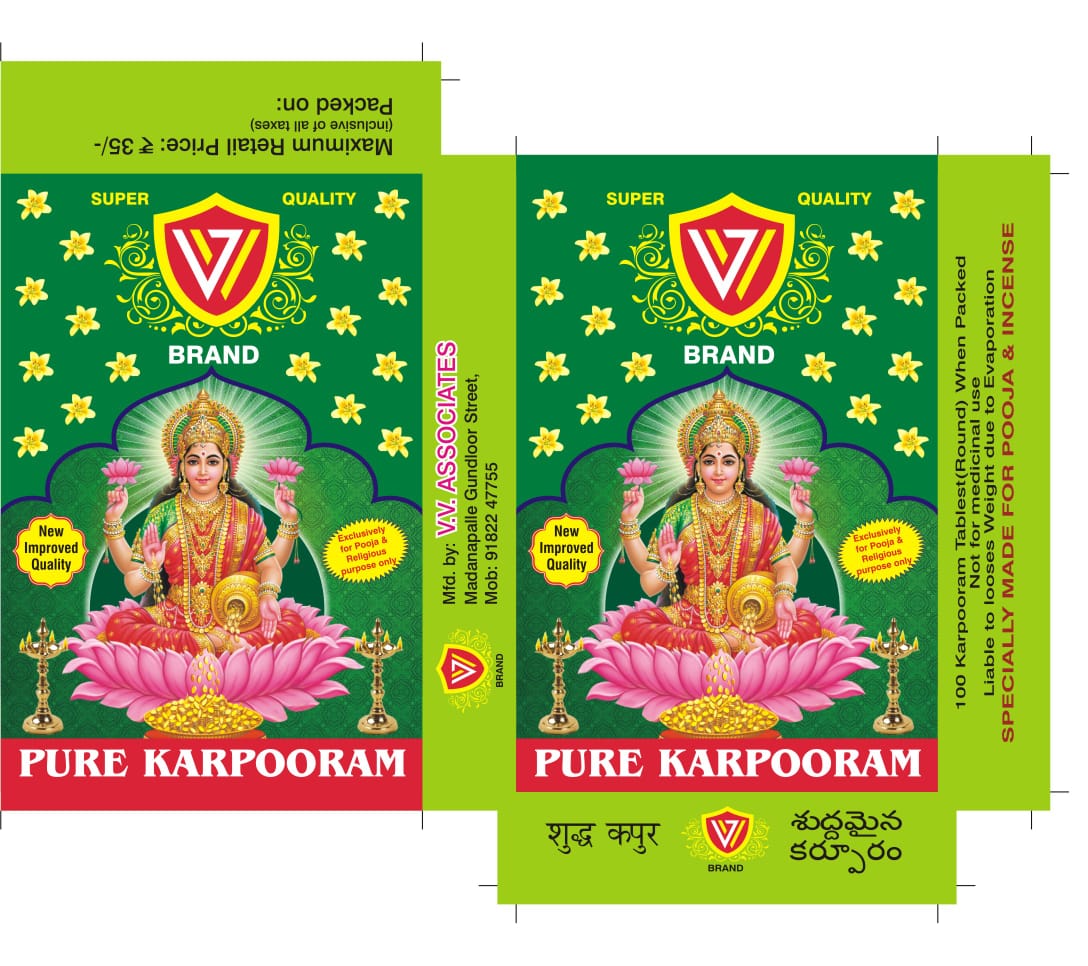 Maximum Retail Price: ₹ 35/-
(inclusive of all taxes)
Packed on:
SUPER QUALITY
BRAND
New
Improved
Quality
Exclusively
for Pooja &
Religious
purpose only
PURE KARPOORAM
Mfd. by: V.V. ASSOCIATES
Madanapalle Gundloor Street,
Mob: 91822 47755
BRAND
SUPER QUALITY
BRAND
New
Improved
Quality
Exclusively
for Pooja &
Religious
purpose only
PURE KARPOORAM
100 Karpooram Tablest(Round) When Packed
Not for medicinal use
Liable to looses Weight due to Evaporation
SPECIALLY MADE FOR POOJA & INCENSE
शुद्ध कपुर
BRAND
శుద్దమైన
కర్పూరం